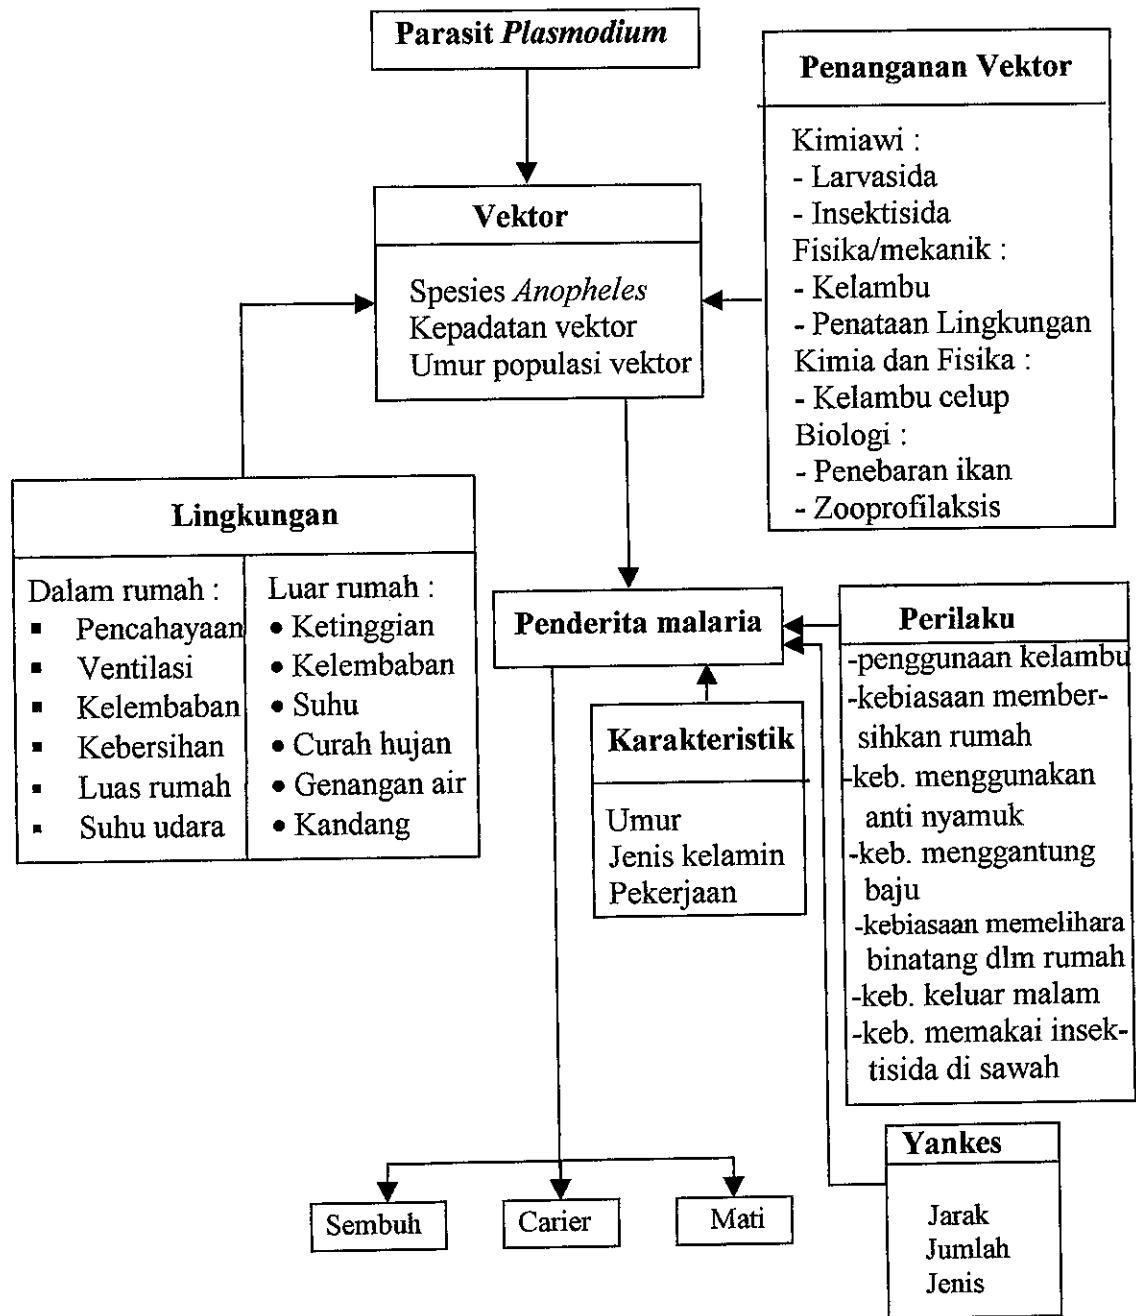 Parasit Plasmodium
Penanganan Vektor
Kimiawi :
- Larvasida
- Insektisida
Fisika/mekanik :
- Kelambu
- Penataan Lingkungan
Kimia dan Fisika :
- Kelambu celup
Biologi :
- Penebaran ikan
- Zooprofilaksis
Vektor
Spesies Anopheles
Kepadatan vektor
Umur populasi vektor
Lingkungan
Dalam rumah :
▪ Pencahayaan
▪ Ventilasi
▪ Kelembaban
▪ Kebersihan
▪ Luas rumah
▪ Suhu udara
Luar rumah :
• Ketinggian
• Kelembaban
• Suhu
• Curah hujan
• Genangan air
• Kandang
Penderita malaria
Karakteristik
Umur
Jenis kelamin
Pekerjaan
Perilaku
-penggunaan kelambu
-kebiasaan member-
sihkan rumah
-keb. menggunakan
anti nyamuk
-keb. menggantung
baju
-kebiasaan memelihara
binatang dlm rumah
-keb. keluar malam
-keb. memakai insek-
tisida di sawah
Yankes
Jarak
Jumlah
Jenis
Sembuh
Carier
Mati